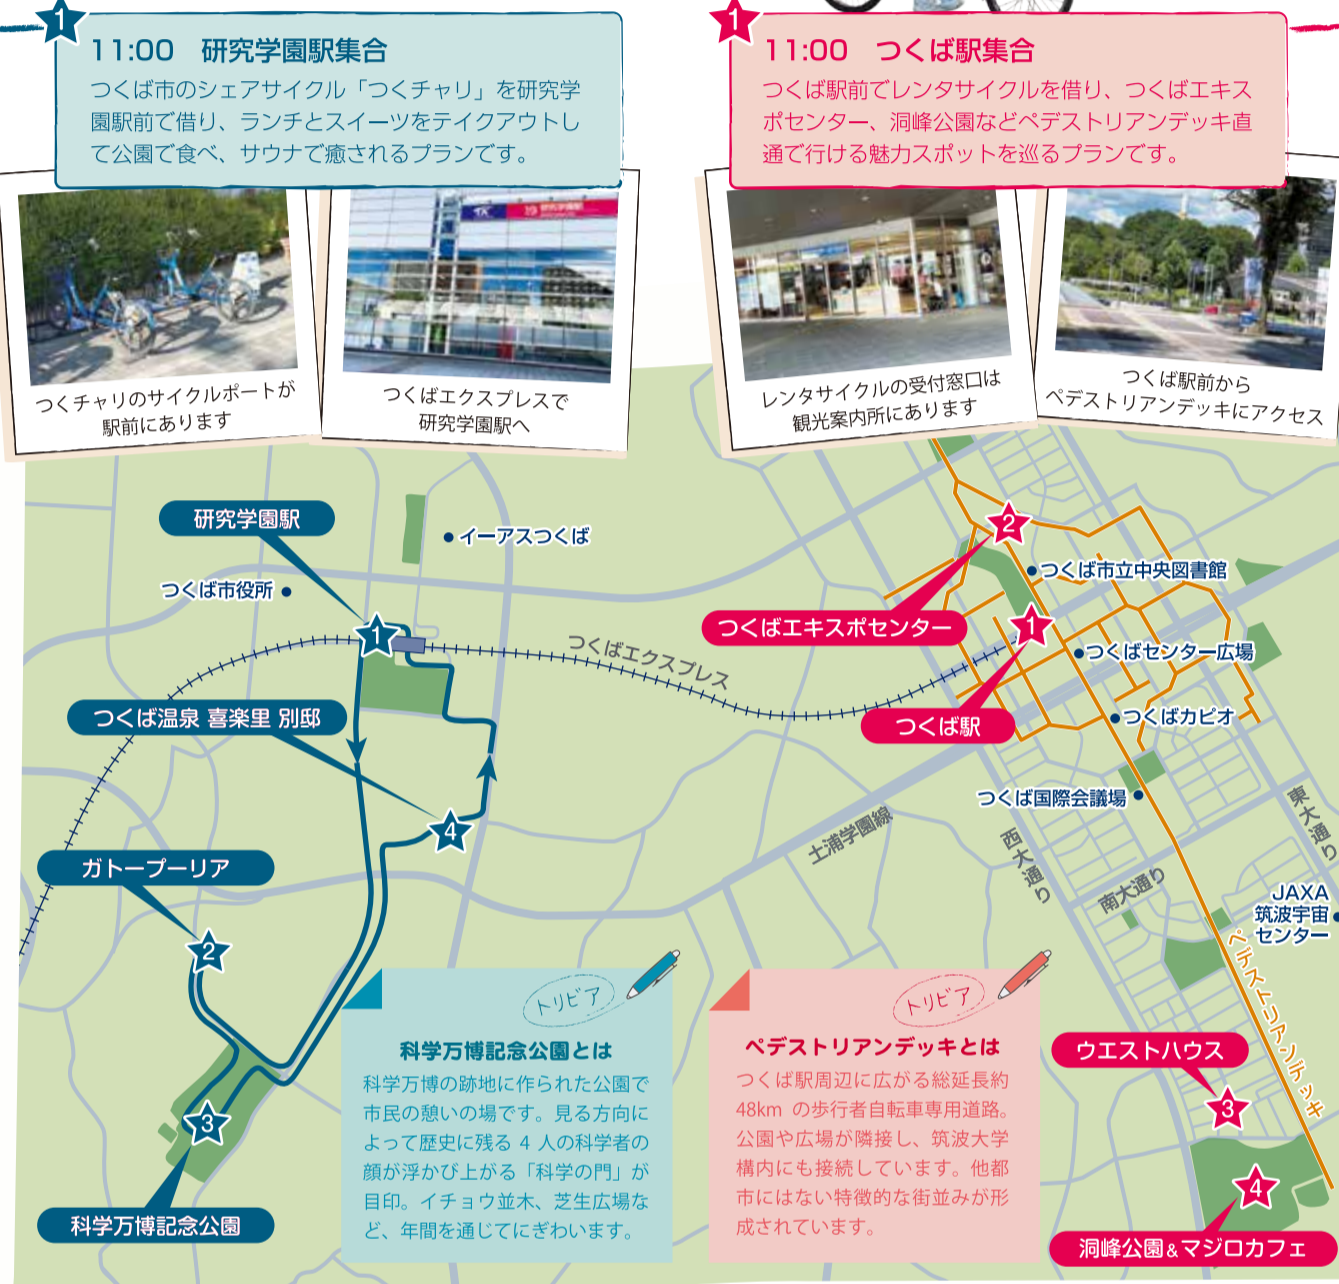 1
11:00 研究学園駅集合
つくば市のシェアサイクル「つくチャリ」を研究学
園駅前で借り、ランチとスイーツをテイクアウトし
て公園で食べ、サウナで癒されるプランです。
つくチャリのサイクルポートが
駅前にあります
つくばエクスプレスで
研究学園駅へ
1
11:00 つくば駅集合
つくば駅前でレンタサイクルを借り、つくばエキス
ポセンター、洞峰公園などペデストリアンデッキ直
通で行ける魅力スポットを巡るプランです。
レンタサイクルの受付窓口は
観光案内所にあります
つくば駅前から
ペデストリアンデッキにアクセス
研究学園駅
イーアスつくば
つくば市役所
1
つくばエクスプレス
つくば温泉 喜楽里 別邸
4
ガトープーリア
2
3
科学万博記念公園
2
つくば市立中央図書館
つくばエキスポセンター
1
つくばセンター広場
つくば駅
つくばカピオ
つくば国際会議場
土浦学園線
西大通り
南大通り
東大通り
JAXA
筑波宇宙
センター
ペデストリアンデッキ
ウエストハウス
3
4
洞峰公園&マジロカフェ
トリビア
科学万博記念公園とは
科学万博の跡地に作られた公園で
市民の憩いの場です。見る方向に
よって歴史に残る 4 人の科学者の
顔が浮かび上がる「科学の門」が
目印。イチョウ並木、芝生広場な
ど、年間を通じてにぎわいます。
トリビア
ペデストリアンデッキとは
つくば駅周辺に広がる総延長約
48km の歩行者自転車専用道路。
公園や広場が隣接し、筑波大学
構内にも接続しています。他都
市にはない特徴的な街並みが形
成されています。